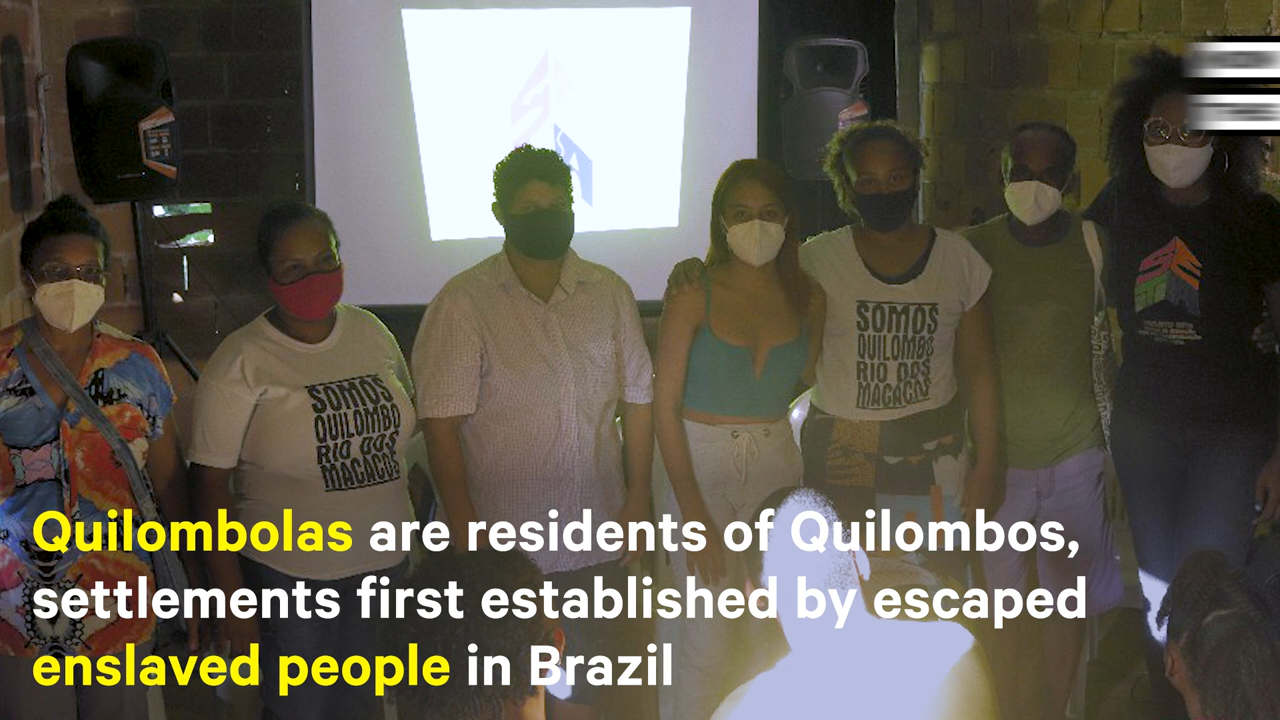 SOMOS
QUILOMBO
RIO DOS
MACACOS
SOMOS
QUILOMBO
RIO DOS
MACACOS
Quilombolas are residents of Quilombos,
settlements first established by escaped
enslaved people in Brazil